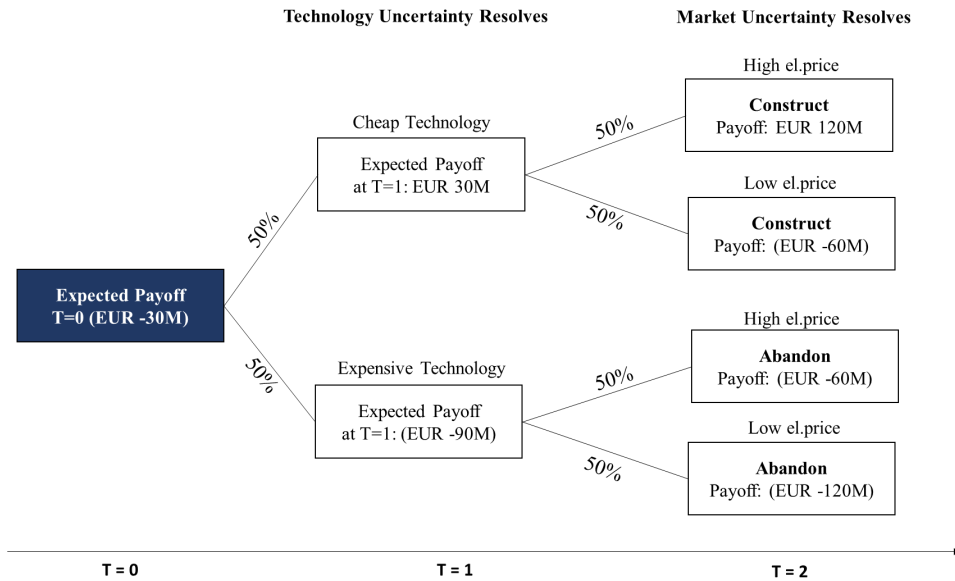 Technology Uncertainty Resolves
Market Uncertainty Resolves
High el.price
Construct
Payoff: EUR 120M
50%
Cheap Technology
Expected Payoff
at T=1: EUR 30M
50%
Low el.price
Construct
Payoff: (EUR -60M)
50%
Expected Payoff
T=0 (EUR -30M)
50%
Expensive Technology
Expected Payoff
at T=1: (EUR -90M)
50%
High el.price
Abandon
Payoff: (EUR -60M)
50%
Low el.price
Abandon
Payoff: (EUR -120M)
T = 0
T = 1
T = 2